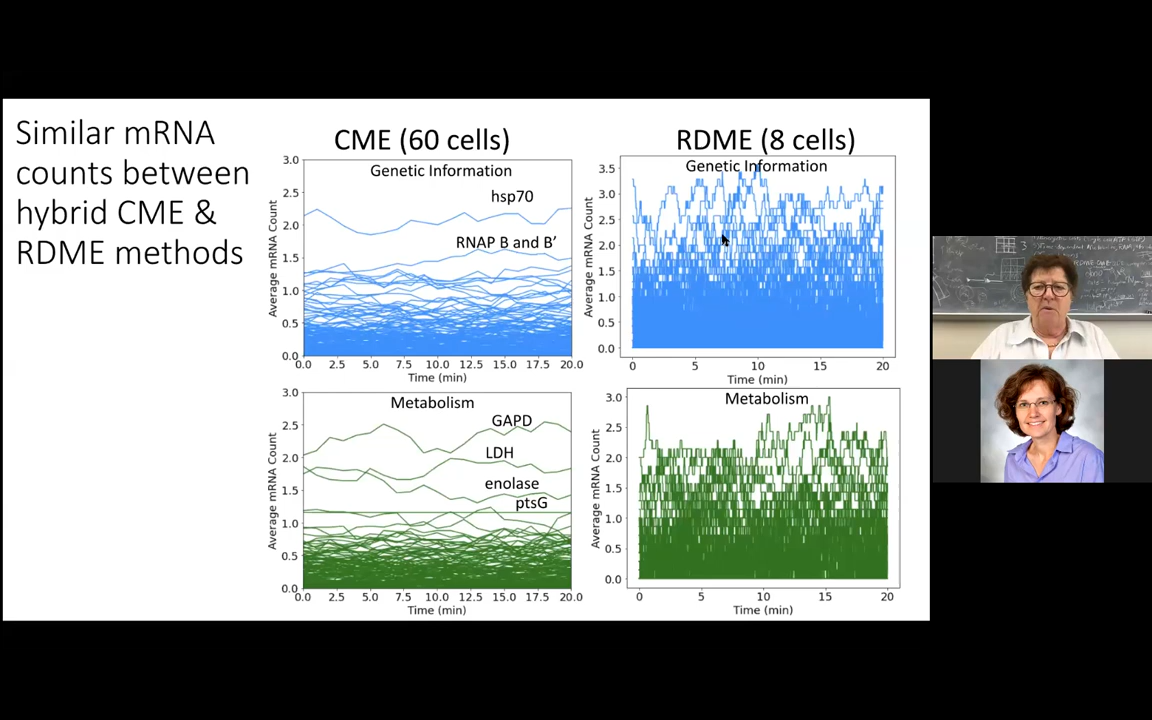 Similar mRNA
counts between
hybrid CME &
RDME methods
CME (60 cells)
Genetic Information
hsp70
RNAP B and B’
Average mRNA Count
3.0
2.5
2.0
1.5
1.0
0.5
0.0
0.0 2.5 5.0 7.5 10.0 12.5 15.0 17.5 20.0
Time (min)
RDME (8 cells)
Genetic Information
Average mRNA Count
3.5
3.0
2.5
2.0
1.5
1.0
0.5
0.0
0 5 10 15 20
Time (min)
Metabolism
GAPD
LDH
enolase
ptsG
Average mRNA Count
3.0
2.5
2.0
1.5
1.0
0.5
0.0
0.0 2.5 5.0 7.5 10.0 12.5 15.0 17.5 20.0
Time (min)
Metabolism
Average mRNA Count
3.0
2.5
2.0
1.5
1.0
0.5
0.0
0 5 10 15 20
Time (min)